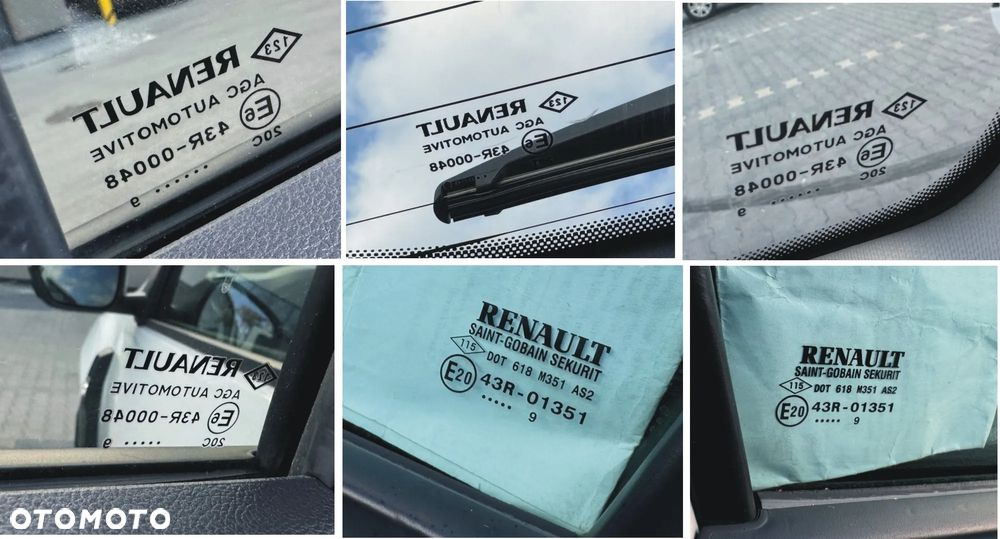 123
RENAULT
AGC AUTOMOTIVE
E6 43R-00048
20C
. . . . . . 9
123
RENAULT
AGC AUTOMOTIVE
E6 43R-00048
123
RENAULT
AGC AUTOMOTIVE
E6 43R-00048
20C
. . . . . 9
123
RENAULT
AGC AUTOMOTIVE
E6 43R-00048
20C
. . . . . 9
RENAULT
SAINT-GOBAIN SEKURIT
115 DOT 618 M351 AS2
E20 43R-01351
..... 9
RENAULT
SAINT-GOBAIN SEKURIT
115 DOT 618 M351 AS2
E20 43R-01351
..... 9
OTOMOTO